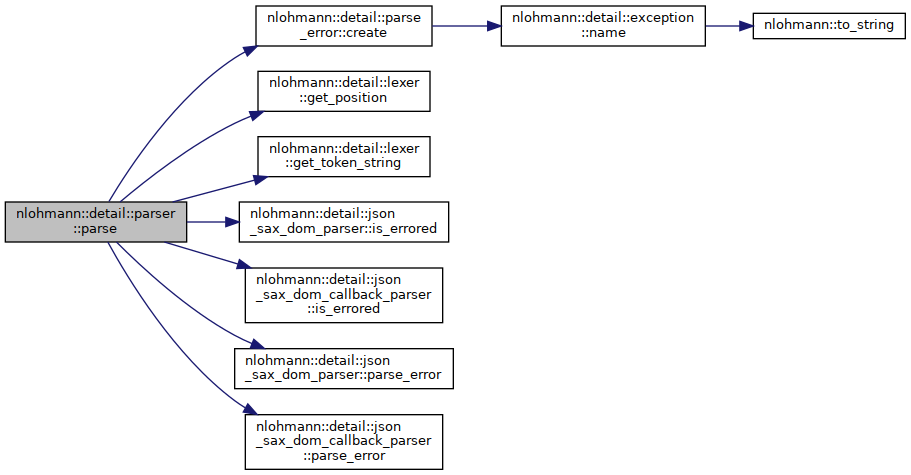 nlohmann::detail::parser
::parse
nlohmann::detail::parse
_error::create
nlohmann::detail::exception
::name
nlohmann::to_string
nlohmann::detail::lexer
::get_position
nlohmann::detail::lexer
::get_token_string
nlohmann::detail::json
_sax_dom_parser::is_errored
nlohmann::detail::json
_sax_dom_callback_parser
::is_errored
nlohmann::detail::json
_sax_dom_parser::parse_error
nlohmann::detail::json
_sax_dom_callback_parser
::parse_error